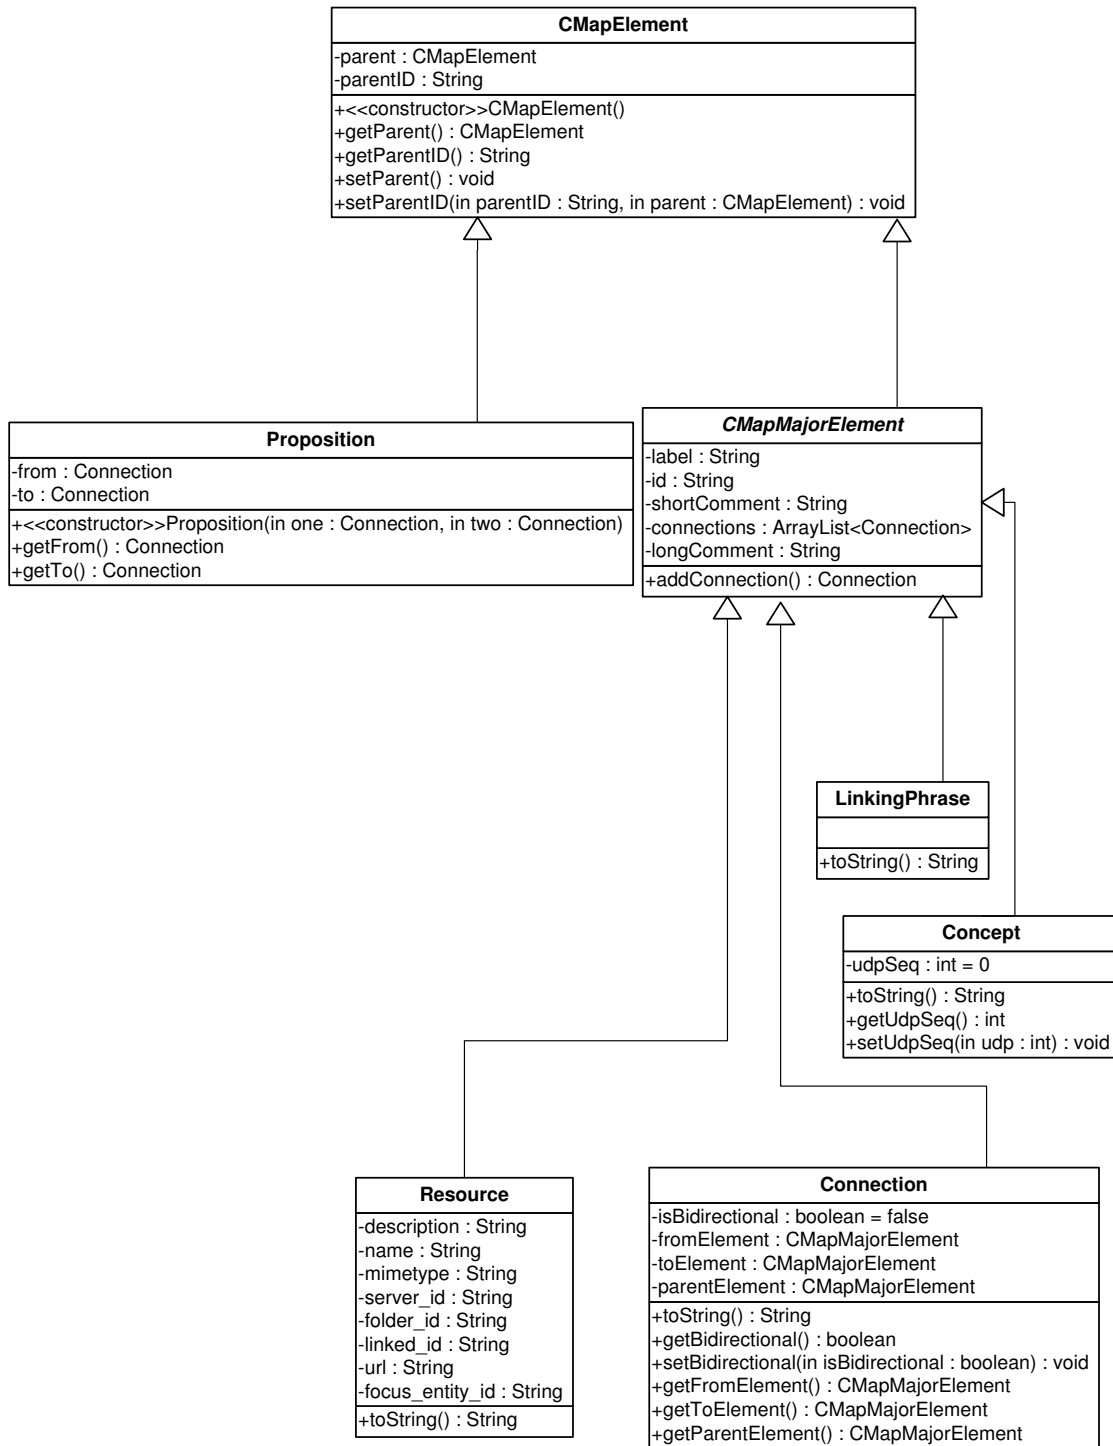 CMapElement
-parent : CMapElement
-parentID : String
+<<constructor>>CMapElement()
+getParent() : CMapElement
+getParentID() : String
+setParent() : void
+setParentID(in parentID : String, in parent : CMapElement) : void
Proposition
-from : Connection
-to : Connection
+<<constructor>>Proposition(in one : Connection, in two : Connection)
+getFrom() : Connection
+getTo() : Connection
CMapMajorElement
-label : String
-id : String
-shortComment : String
-connections : ArrayList<Connection>
-longComment : String
+addConnection() : Connection
LinkingPhrase
+toString() : String
Concept
-udpSeq : int = 0
+toString() : String
+getUdpSeq() : int
+setUdpSeq(in udp : int) : void
Resource
-description : String
-name : String
-mimetype : String
-server_id : String
-folder_id : String
-linked_id : String
-url : String
-focus_entity_id : String
+toString() : String
Connection
-isBidirectional : boolean = false
-fromElement : CMapMajorElement
-toElement : CMapMajorElement
-parentElement : CMapMajorElement
+toString() : String
+getBidirectional() : boolean
+setBidirectional(in isBidirectional : boolean) : void
+getFromElement() : CMapMajorElement
+getToElement() : CMapMajorElement
+getParentElement() : CMapMajorElement